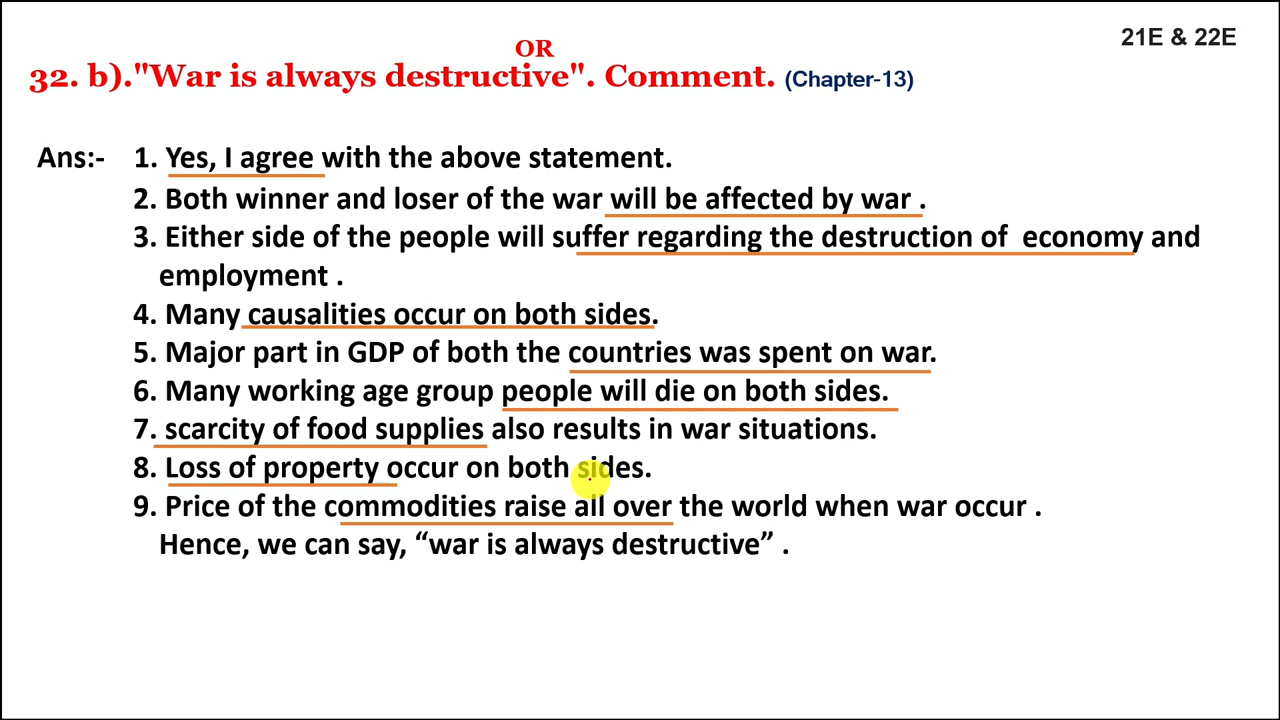 21E & 22E
OR
32. b)."War is always destructive". Comment. (Chapter-13)
Ans:- 1. Yes, I agree with the above statement.
2. Both winner and loser of the war will be affected by war .
3. Either side of the people will suffer regarding the destruction of economy and
employment .
4. Many causalities occur on both sides.
5. Major part in GDP of both the countries was spent on war.
6. Many working age group people will die on both sides.
7. scarcity of food supplies also results in war situations.
8. Loss of property occur on both sides.
9. Price of the commodities raise all over the world when war occur .
Hence, we can say, “war is always destructive” .